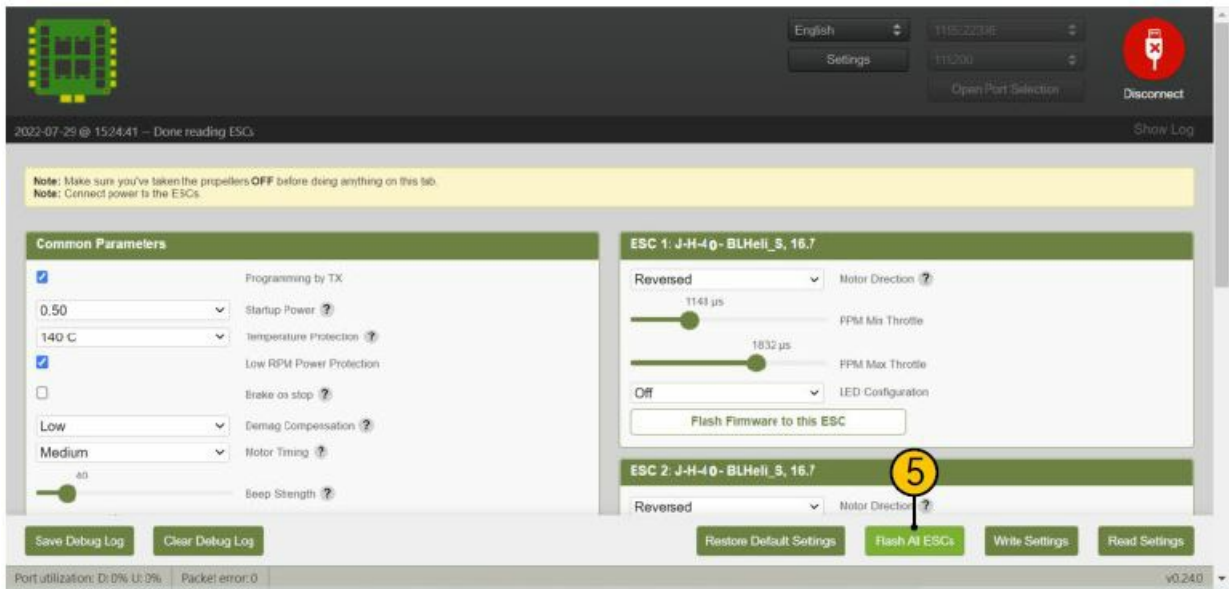 English
1155:22336
Settings
115200
Open Port Selection
Disconnect
2022-07-29 @ 15:24:41 -- Done reading ESCs
Show Log
Note: Make sure you've taken the propellers OFF before doing anything on this tab.
Note: Connect power to the ESCs.
Common Parameters
Programming by TX
0.50
Startup Power ?
140 C
Temperature Protection ?
Low RPM Power Protection
Brake on stop ?
Low
Demag Compensation ?
Medium
Motor Timing ?
40
Beep Strength ?
ESC 1: J-H-40 - BLHeli_S, 16.7
Reversed
Motor Direction ?
1148 µs
PPM Min Throttle
1832 µs
PPM Max Throttle
Off
LED Configuration
Flash Firmware to this ESC
ESC 2: J-H-40 - BLHeli_S, 16.7
5
Reversed
Motor Direction ?
Save Debug Log
Clear Debug Log
Restore Default Settings
Flash All ESCs
Write Settings
Read Settings
Port utilization: D: 0% U: 0%
Packet error: 0
v0.24.0